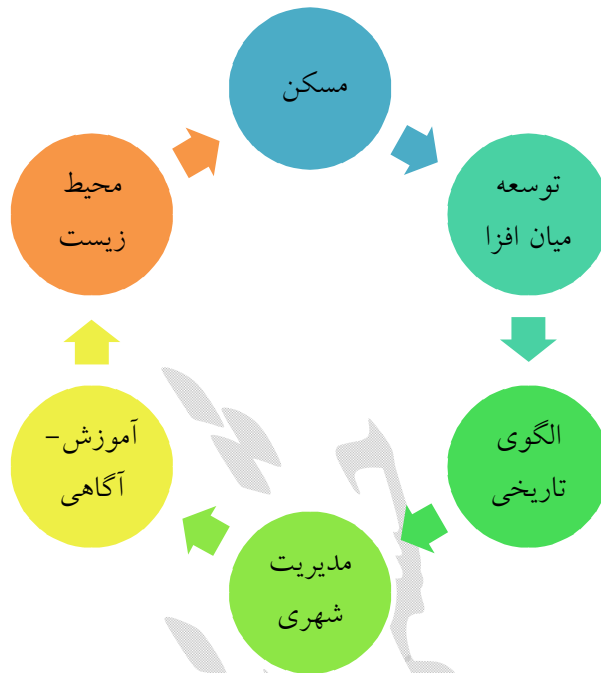 مسکن
توسعه
میان افزا
الگوی
تاریخی
مدیریت
شهری
آموزش-
آگاهی
محیط
زیست